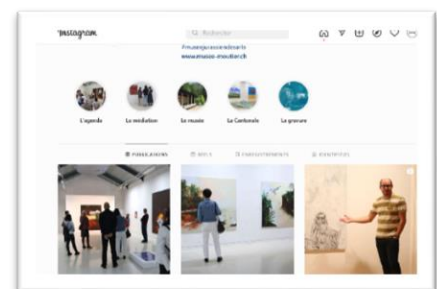 Instagram
Rechercher
www.musee-moutier.ch
L'agenda La médiation Le musée La Cantonale La gravure
PUBLICATIONS REELS ENREGISTREMENTS IDENTIFIÉ(E)